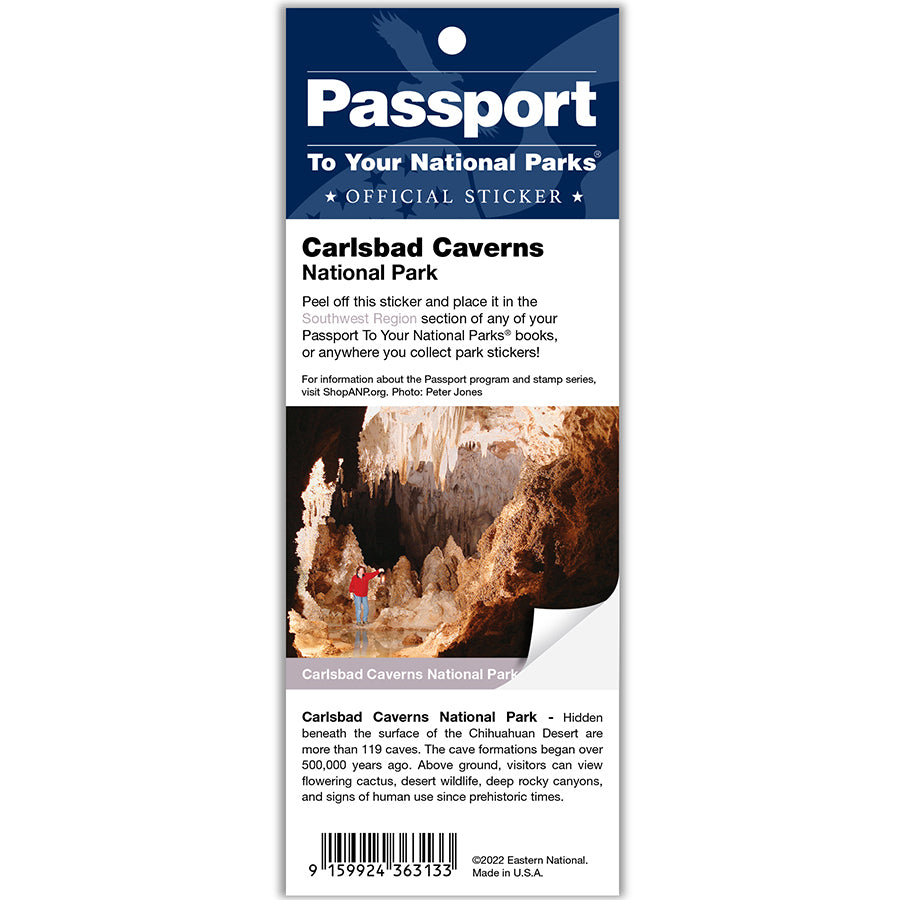 Passport
To Your National Parks®
★ OFFICIAL STICKER ★
Carlsbad Caverns
National Park
Peel off this sticker and place it in the
Southwest Region section of any of your
Passport To Your National Parks® books,
or anywhere you collect park stickers!
For information about the Passport program and stamp series,
visit ShopANP.org. Photo: Peter Jones
Carlsbad Caverns National Park
Carlsbad Caverns National Park - Hidden
beneath the surface of the Chihuahuan Desert are
more than 119 caves. The cave formations began over
500,000 years ago. Above ground, visitors can view
flowering cactus, desert wildlife, deep rocky canyons,
and signs of human use since prehistoric times.
9 159924 363133
©2022 Eastern National.
Made in U.S.A.